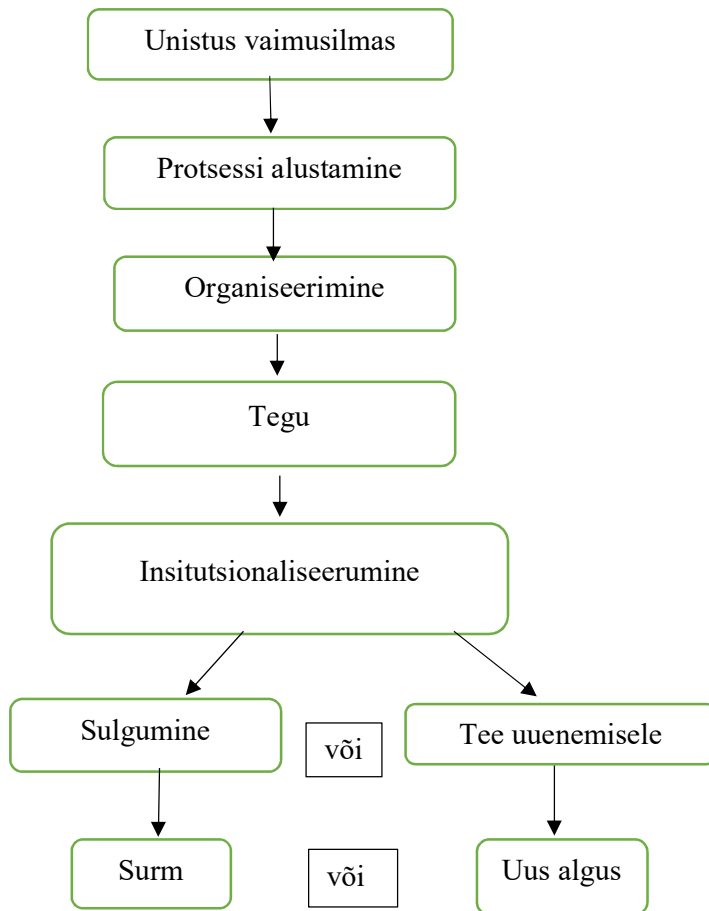 Unistus vaimusilmas
Protsessi alustamine
Organiseerimine
Tegu
Insitutsionaliseerumine
Sulgumine
või
Tee uuenemisele
Surm
või
Uus algus